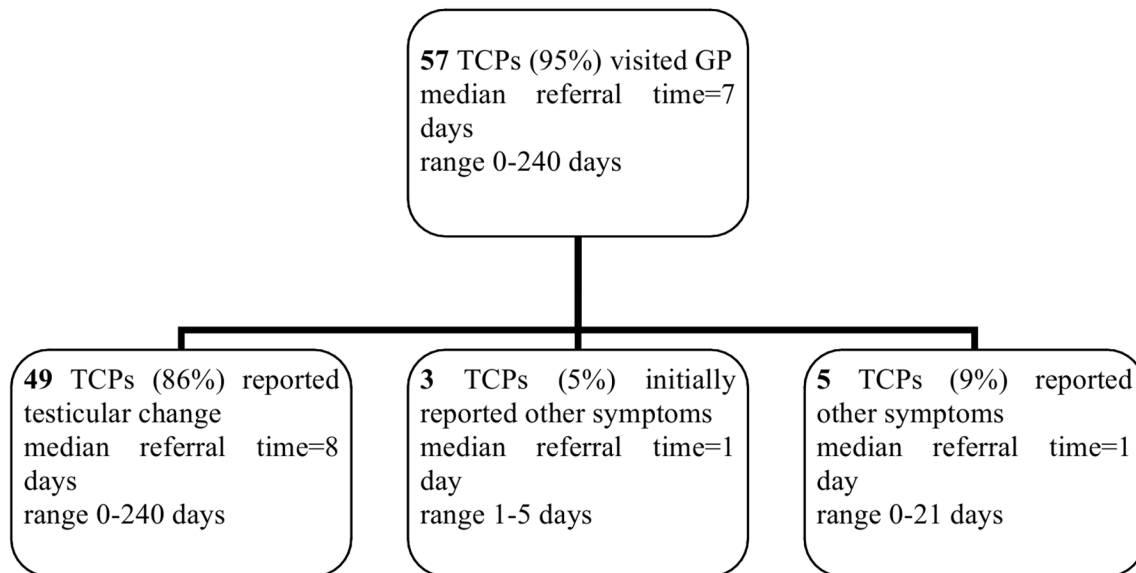 57 TCPs (95%) visited GP
median referral time=7
days
range 0-240 days
49 TCPs (86%) reported
testicular change
median referral time=8
days
range 0-240 days
3 TCPs (5%) initially
reported other symptoms
median referral time=1
day
range 1-5 days
5 TCPs (9%) reported
other symptoms
median referral time=1
day
range 0-21 days